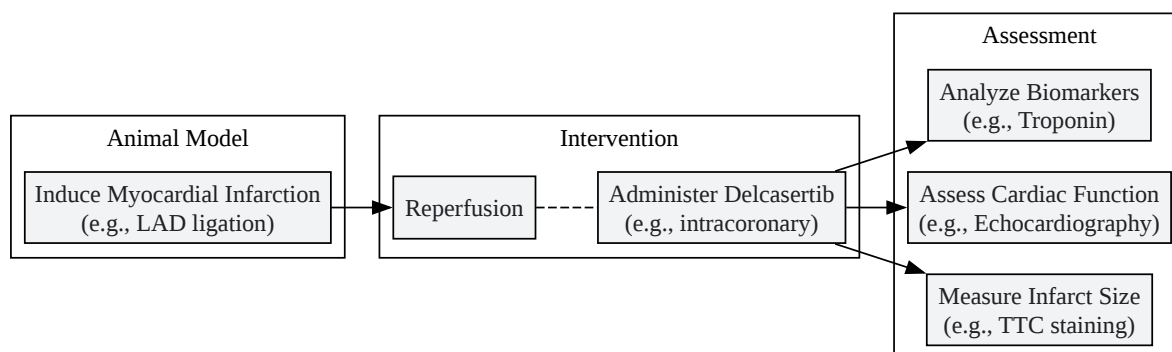 Animal Model
Induce Myocardial Infarction
(e.g., LAD ligation)
Intervention
Reperfusion
Administer Delcasertib
(e.g., intracoronary)
Assessment
Analyze Biomarkers
(e.g., Troponin)
Assess Cardiac Function
(e.g., Echocardiography)
Measure Infarct Size
(e.g., TTC staining)